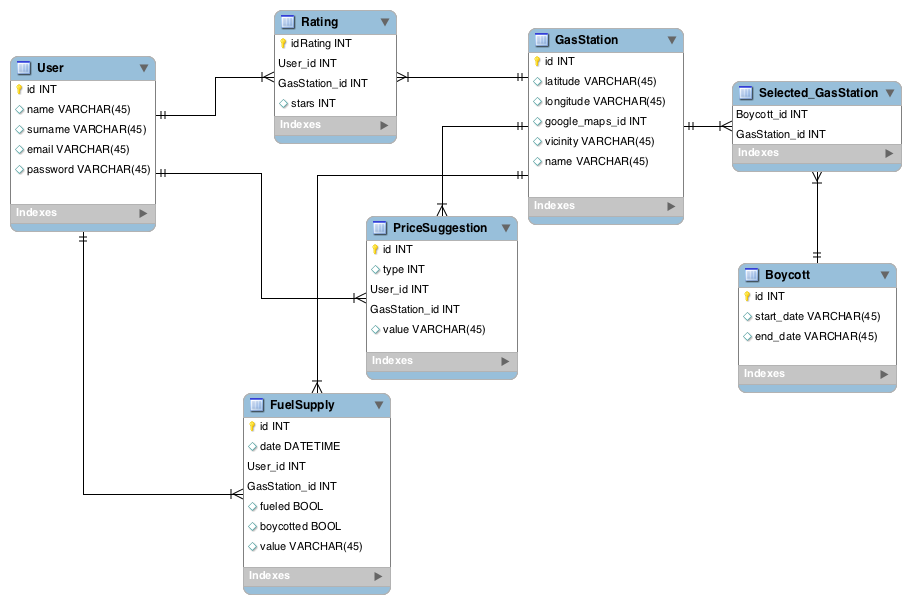 Rating
idRating INT
User_id INT
GasStation_id INT
stars INT
Indexes
User
id INT
name VARCHAR(45)
surname VARCHAR(45)
email VARCHAR(45)
password VARCHAR(45)
Indexes
GasStation
id INT
latitude VARCHAR(45)
longitude VARCHAR(45)
google_maps_id INT
vicinity VARCHAR(45)
name VARCHAR(45)
Indexes
Selected_GasStation
Boycott_id INT
GasStation_id INT
Indexes
PriceSuggestion
id INT
type INT
User_id INT
GasStation_id INT
value VARCHAR(45)
Indexes
Boycott
id INT
start_date VARCHAR(45)
end_date VARCHAR(45)
Indexes
FuelSupply
id INT
date DATETIME
User_id INT
GasStation_id INT
fueled BOOL
boycotted BOOL
value VARCHAR(45)
Indexes